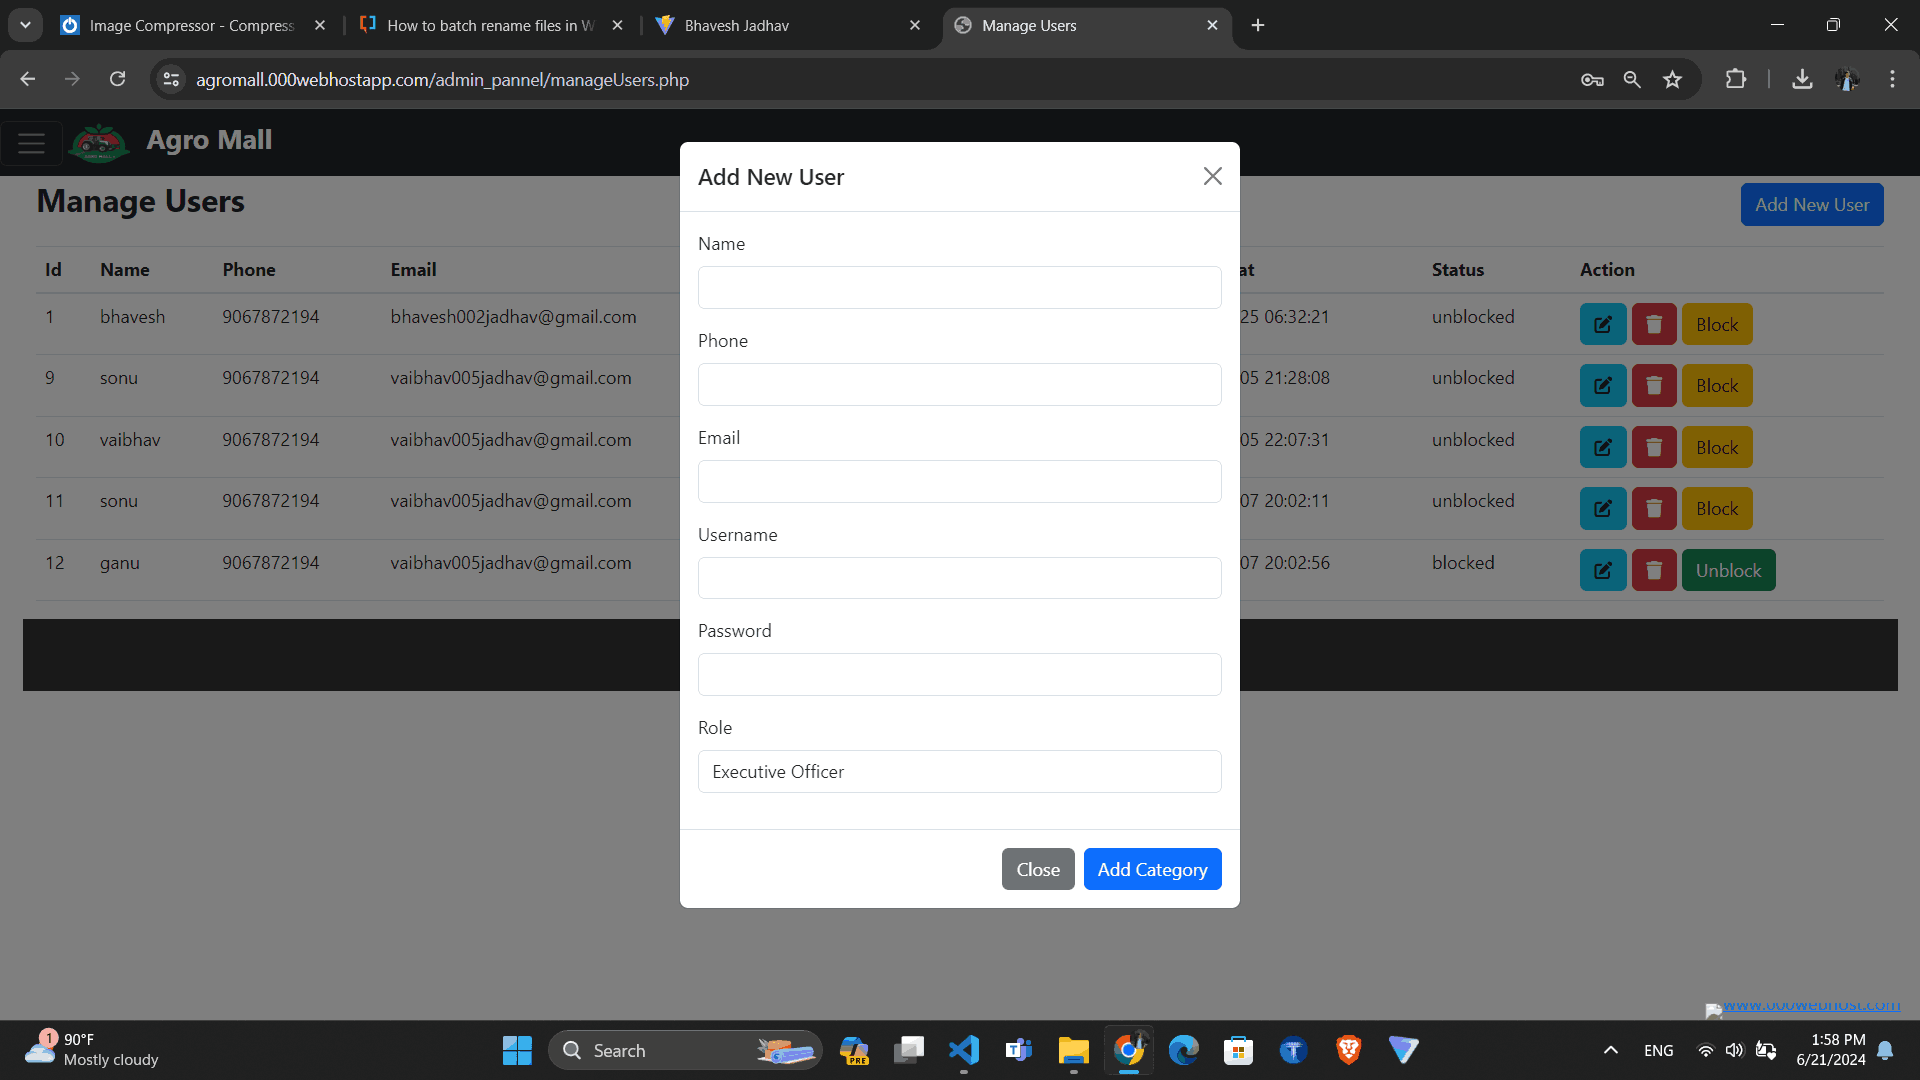 Image Compressor - Compress
How to batch rename files in W
Bhavesh Jadhav
Manage Users
agromall.000webhostapp.com/admin_pannel/manageUsers.php
Agro Mall
Manage Users
Add New User
Id Name Phone Email at Status Action
1 bhavesh 9067872194 bhavesh002jadhav@gmail.com 25 06:32:21 unblocked Block
9 sonu 9067872194 vaibhav005jadhav@gmail.com 05 21:28:08 unblocked Block
10 vaibhav 9067872194 vaibhav005jadhav@gmail.com 05 22:07:31 unblocked Block
11 sonu 9067872194 vaibhav005jadhav@gmail.com 07 20:02:11 unblocked Block
12 ganu 9067872194 vaibhav005jadhav@gmail.com 07 20:02:56 blocked Unblock
Add New User
Name
Phone
Email
Username
Password
Role
Executive Officer
Close Add Category
www.000webhost.com
1
90°F
Mostly cloudy
Search
PRE
ENG
1:58 PM
6/21/2024